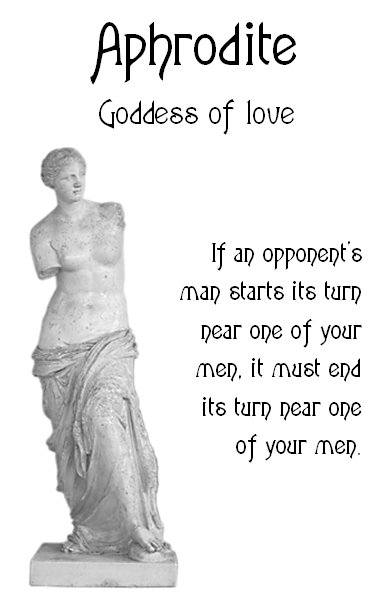 Aphrodite
Goddess of love
If an opponent's
man starts its turn
near one of your
men, it must end
its turn near one
of your men.